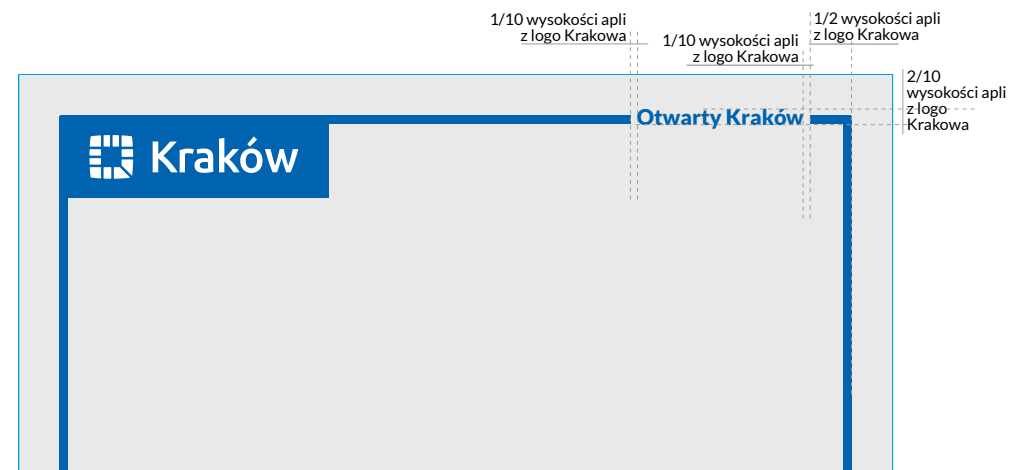 1/10 wysokości apli
z logo Krakowa
1/10 wysokości apli
z logo Krakowa
1/2 wysokości apli
z logo Krakowa
2/10
wysokości apli
z logo
Krakowa
Otwarty Kraków
Kraków